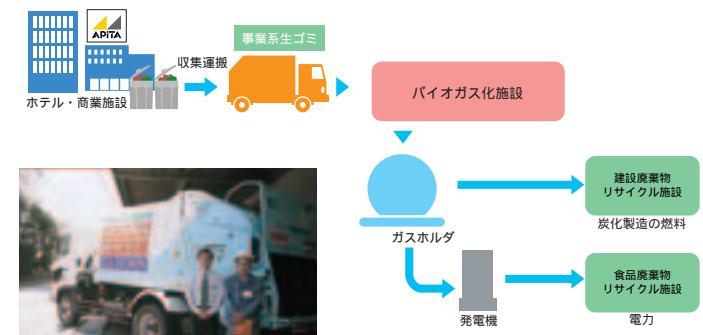 APiTA
事業系生ゴミ
収集運搬
ホテル・商業施設
バイオガス化施設
建設廃棄物
リサイクル施設
炭化製造の燃料
ガスホルダ
食品廃棄物
リサイクル施設
発電機
電力